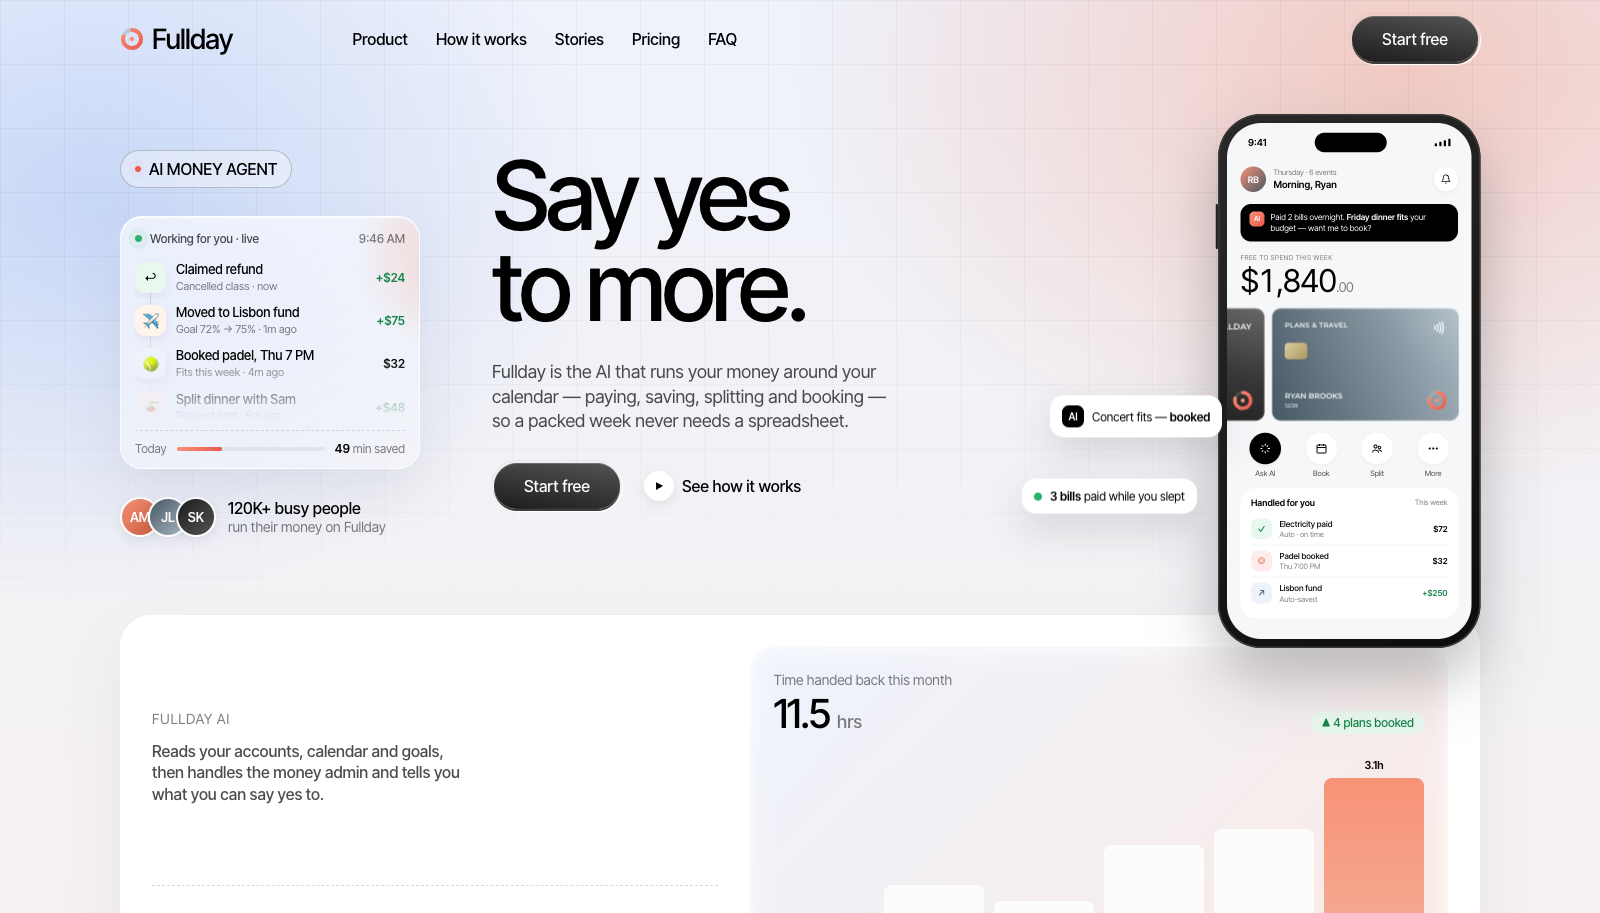 Fullday
Product
How it works
Stories
Pricing
FAQ
Start free
AI MONEY AGENT
Working for you · live
9:46 AM
Claimed refund
Cancelled class · now
+$24
Moved to Lisbon fund
Goal 72% → 75% · 1m ago
+$75
Booked padel, Thu 7 PM
Fits this week · 4m ago
$32
Split dinner with Sam
Request sent · 6m ago
+$48
Today
49 min saved
AM
JL
SK
120K+ busy people
run their money on Fullday
Say yes
to more.
Fullday is the AI that runs your money around your
calendar — paying, saving, splitting and booking —
so a packed week never needs a spreadsheet.
Start free
See how it works
AI
Concert fits — booked
3 bills paid while you slept
9:41
RB
Thursday · 6 events
Morning, Ryan
AI
Paid 2 bills overnight. Friday dinner fits your
budget — want me to book?
FREE TO SPEND THIS WEEK
$1,840.00
LLDAY
PLANS & TRAVEL
RYAN BROOKS
12/29
Ask AI
Book
Split
More
Handled for you
This week
Electricity paid
Auto · on time
$72
Padel booked
Thu 7:00 PM
$32
Lisbon fund
Auto-saved
+$250
FULLDAY AI
Reads your accounts, calendar and goals,
then handles the money admin and tells you
what you can say yes to.
Time handed back this month
11.5 hrs
▲ 4 plans booked
3.1h